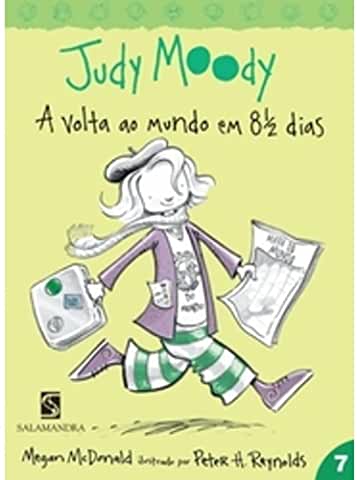 Judy Moody
A volta ao mundo em 8½ dias
S
SALAMANDRA
Megan McDonald ilustrado por Peter H. Reynolds
7